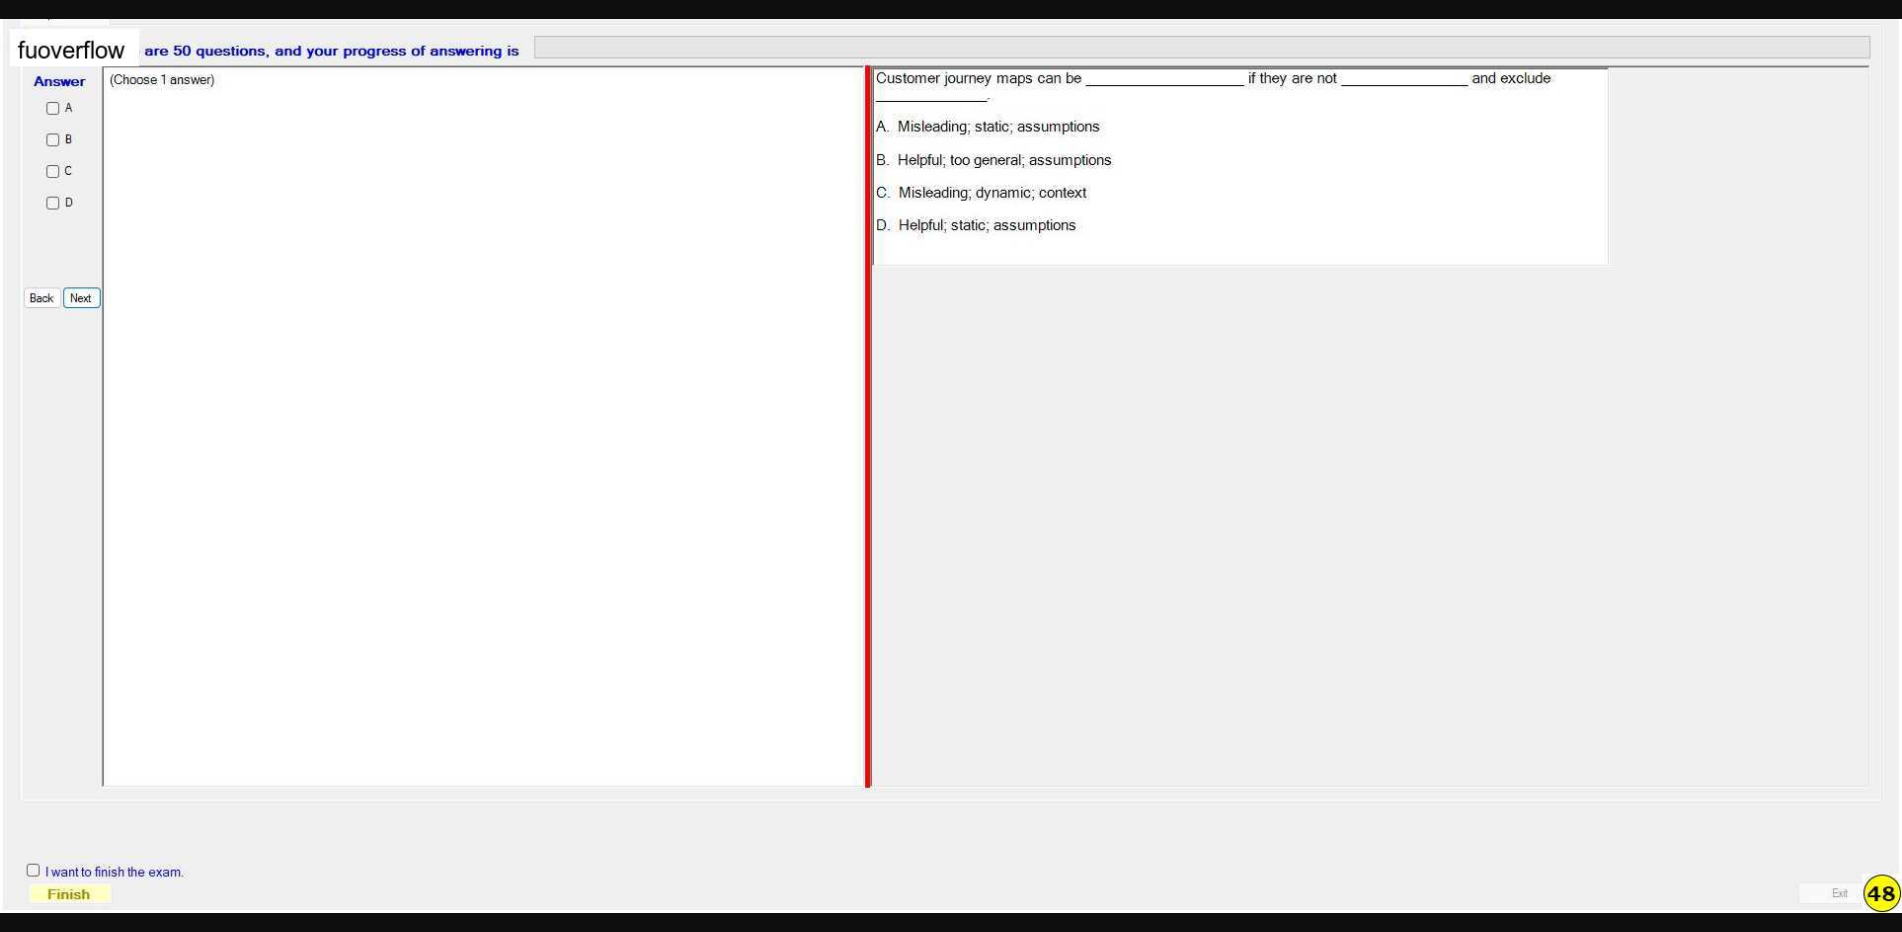 fuoverflow are 50 questions, and your progress of answering is
Answer
(Choose 1 answer)
A
B
C
D
Back Next
Customer journey maps can be ____________________ if they are not ________________ and exclude
______________.
A. Misleading; static; assumptions
B. Helpful; too general; assumptions
C. Misleading; dynamic; context
D. Helpful; static; assumptions
I want to finish the exam.
Finish
Exit
48